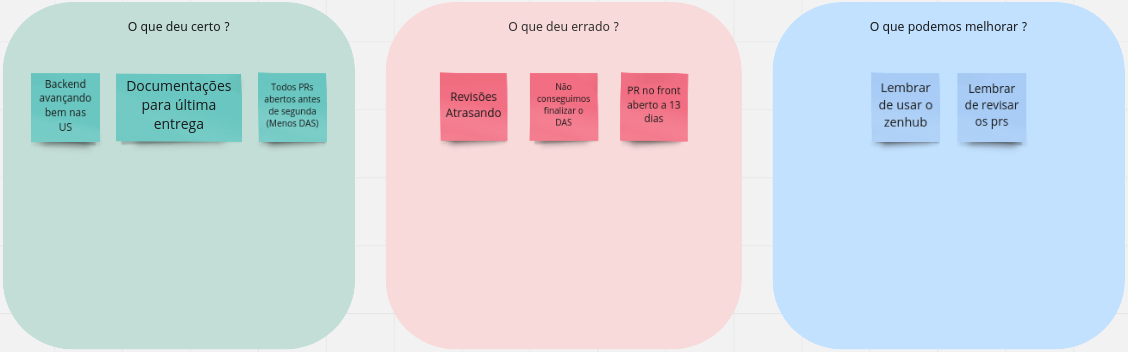 O que deu certo ?
Backend
avançando
bem nas
US
Documentações
para última
entrega
Todos PRs
abertos antes
de segunda
(Menos DAS)
O que deu errado ?
Revisões
Atrasando
Não
conseguimos
finalizar o
DAS
PR no front
aberto a 13
dias
O que podemos melhorar ?
Lembrar
de usar o
zenhub
Lembrar
de revisar
os prs